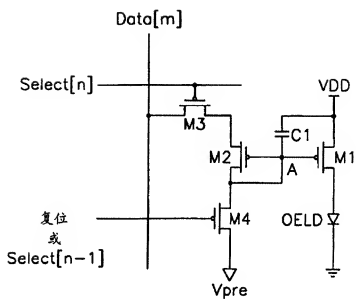 Data[m]
Select[n]
VDD
M3
C1
M2
A
M1
复位
M4
OELD
或
Select[n-1]
Vpre